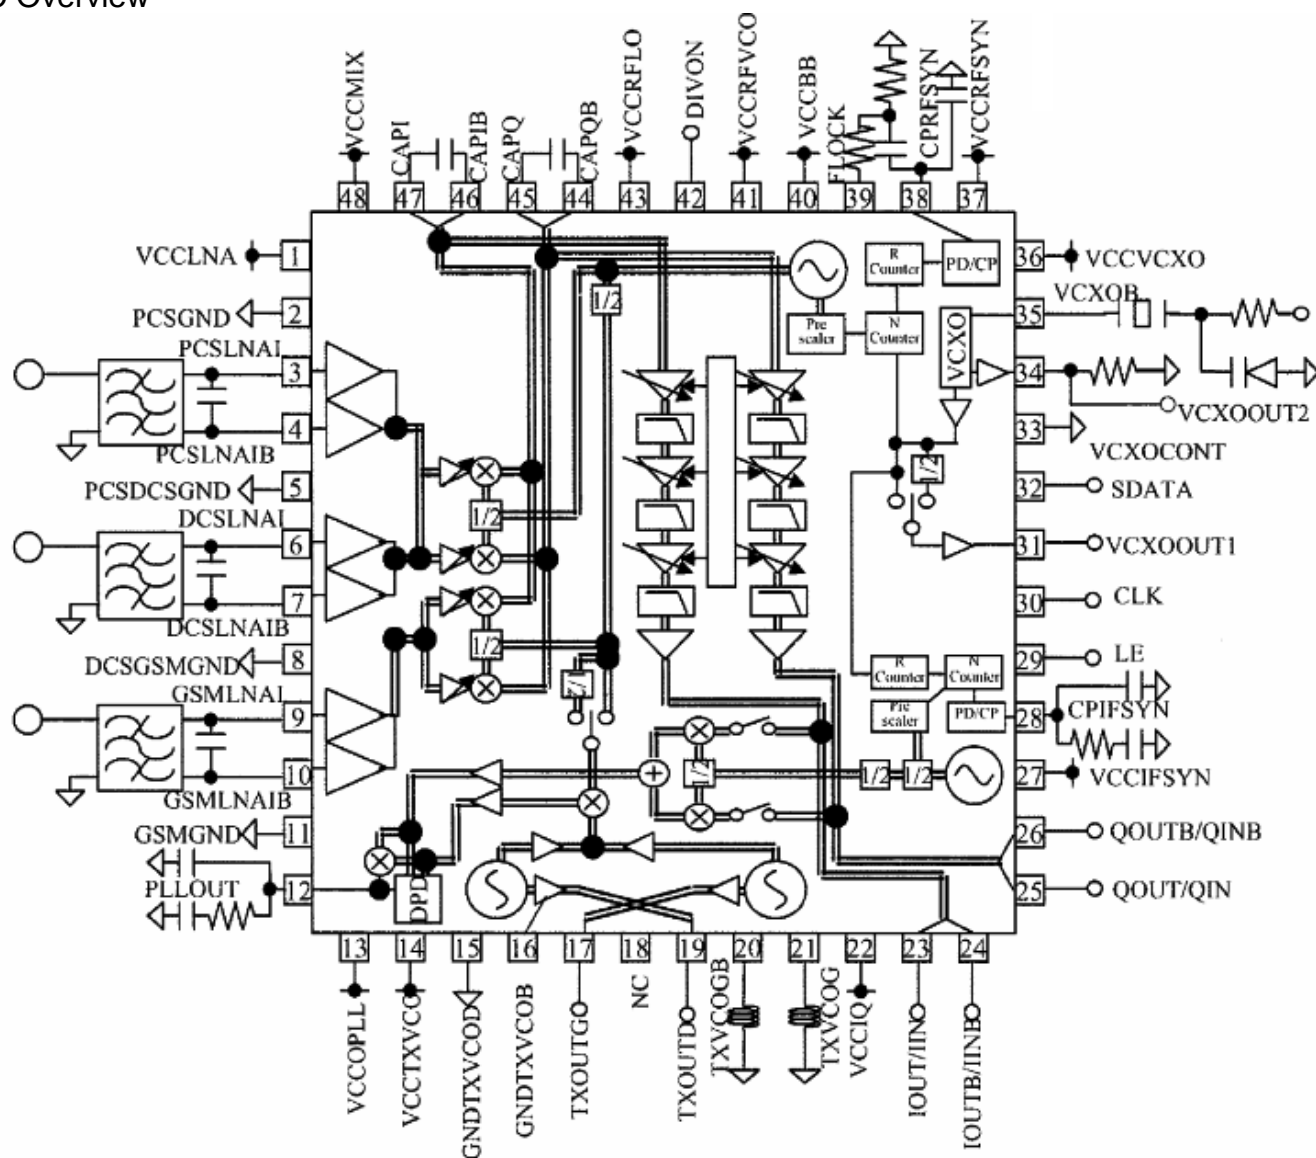 Overview
VCCMIX
CAPI
CAPIB
CAPQ
CAPQB
VCCRFLO
DIVON
VCCRFVCO
VCCBB
FLOCK
CPRFSYN
VCCRFSYN
48
47
46
45
44
43
42
41
40
39
38
37
VCCLNA
1
PCSGND
2
PCSLNAI
3
4
PCSLNAIB
PCSDCSGND
5
DCSLNAI
6
7
DCSLNAIB
DCSGSMGND
8
GSMLNAI
9
10
GSMLNAIB
GSMGND
11
PLLOUT
12
1/2
R
Counter
PD/CP
Pre
scaler
N
Counter
VCXO
1/2
1/2
1/2
1/2
R
Counter
N
Counter
Pre
scaler
PD/CP
1/2
1/2
1/2
DPD
36
VCCVCXO
VCXOB
35
34
VCXOOUT2
33
VCXOCONT
32
SDATA
31
VCXOOUT1
30
CLK
29
LE
28
CPIFSYN
27
VCCIFSYN
26
QOUTB/QINB
25
QOUT/QIN
13
14
15
16
17
18
19
20
21
22
23
24
VCCOPLL
VCCTXVCO
GNDTXVCOD
GNDTXVCOB
TXOUTG
NC
TXOUTD
TXVCOGB
TXVCOG
VCCIQ
IOUT/IIN
IOUTB/IINB